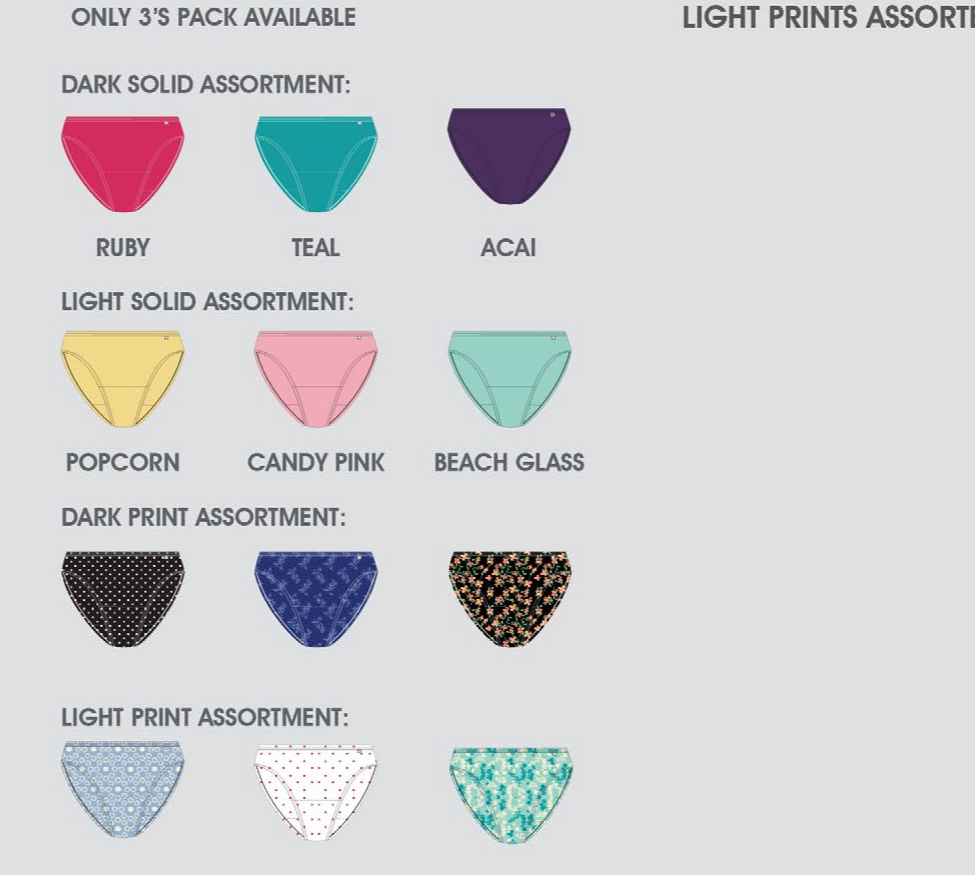 ONLY 3'S PACK AVAILABLE
LIGHT PRINTS ASSORT
DARK SOLID ASSORTMENT:
RUBY TEAL ACAI
LIGHT SOLID ASSORTMENT:
POPCORN CANDY PINK BEACH GLASS
DARK PRINT ASSORTMENT:
LIGHT PRINT ASSORTMENT: